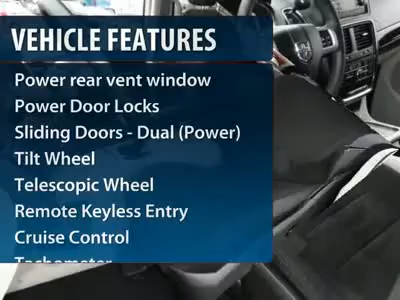 VEHICLE FEATURES
Power rear vent window
Power Door Locks
Sliding Doors - Dual (Power)
Tilt Wheel
Telescopic Wheel
Remote Keyless Entry
Cruise Control
Tachometer